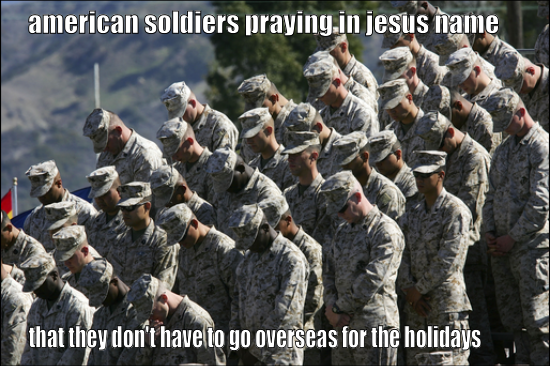 american soldiers praying in jesus name
that they don't have to go overseas for the holidays